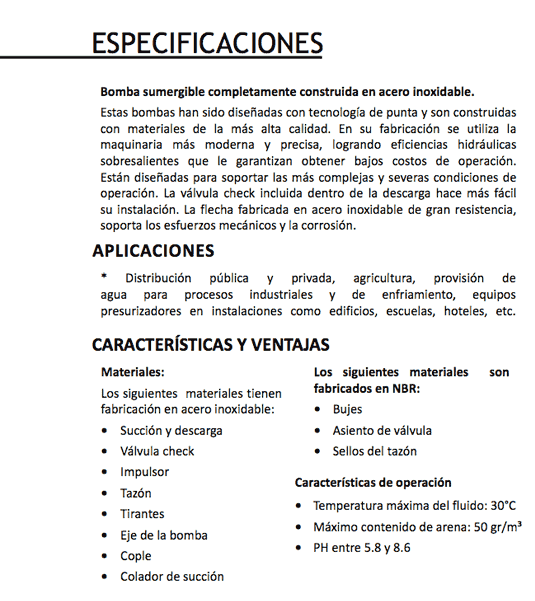 ESPECIFICACIONES
Bomba sumergible completamente construida en acero inoxidable.
Estas bombas han sido diseñadas con tecnología de punta y son construidas
con materiales de la más alta calidad. En su fabricación se utiliza la
maquinaria más moderna y precisa, logrando eficiencias hidráulicas
sobresalientes que le garantizan obtener bajos costos de operación.
Están diseñadas para soportar las más complejas y severas condiciones de
operación. La válvula check incluida dentro de la descarga hace más fácil
su instalación. La flecha fabricada en acero inoxidable de gran resistencia,
soporta los esfuerzos mecánicos y la corrosión.
APLICACIONES
* Distribución pública y privada, agricultura, provisión de
agua para procesos industriales y de enfriamiento, equipos
presurizadores en instalaciones como edificios, escuelas, hoteles, etc.
CARACTERÍSTICAS Y VENTAJAS
Materiales:
Los siguientes materiales tienen
fabricación en acero inoxidable:
• Succión y descarga
• Válvula check
• Impulsor
• Tazón
• Tirantes
• Eje de la bomba
• Cople
• Colador de succión
Los siguientes materiales son
fabricados en NBR:
• Bujes
• Asiento de válvula
• Sellos del tazón
Características de operación
• Temperatura máxima del fluido: 30°C
• Máximo contenido de arena: 50 gr/m³
• PH entre 5.8 y 8.6